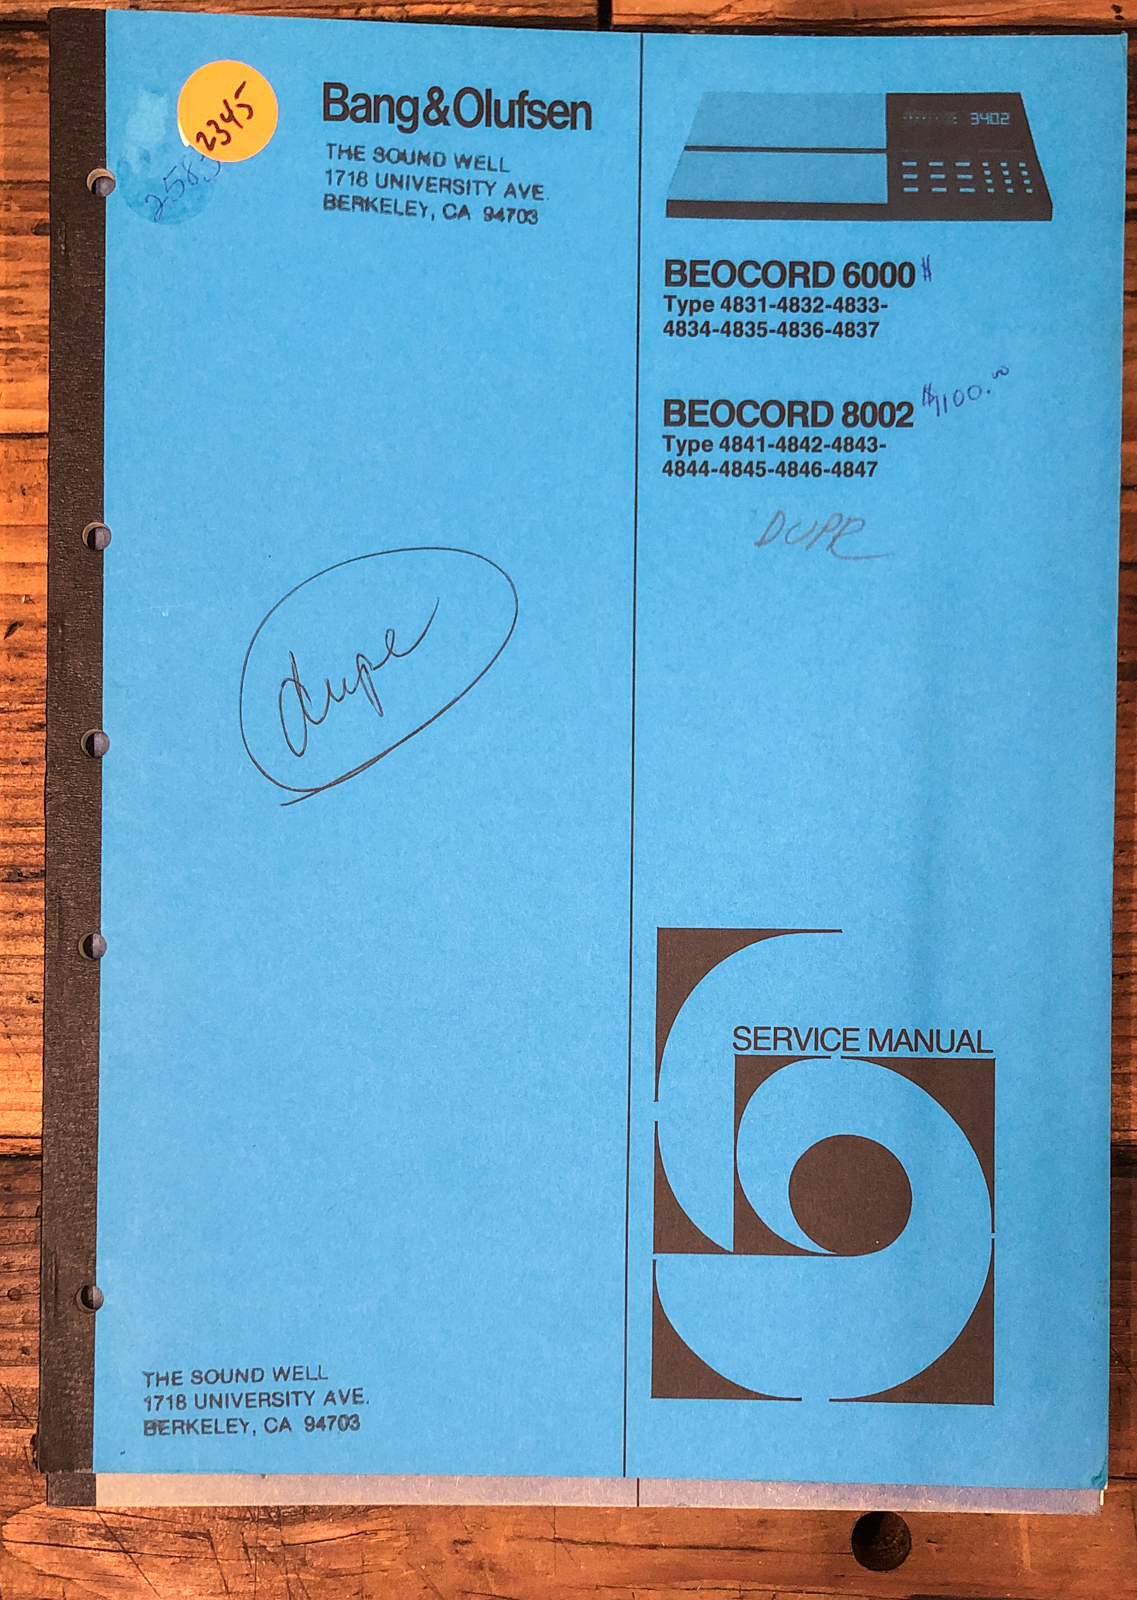 2345
Bang&Olufsen
THE SOUND WELL
1718 UNIVERSITY AVE.
BERKELEY, CA 94703
3402
BEOCORD 6000
Type 4831-4832-4833-
4834-4835-4836-4837
BEOCORD 8002 $1100.00
Type 4841-4842-4843-
4844-4845-4846-4847
DUPE
dupe
SERVICE MANUAL
THE SOUND WELL
1718 UNIVERSITY AVE.
BERKELEY, CA 94703